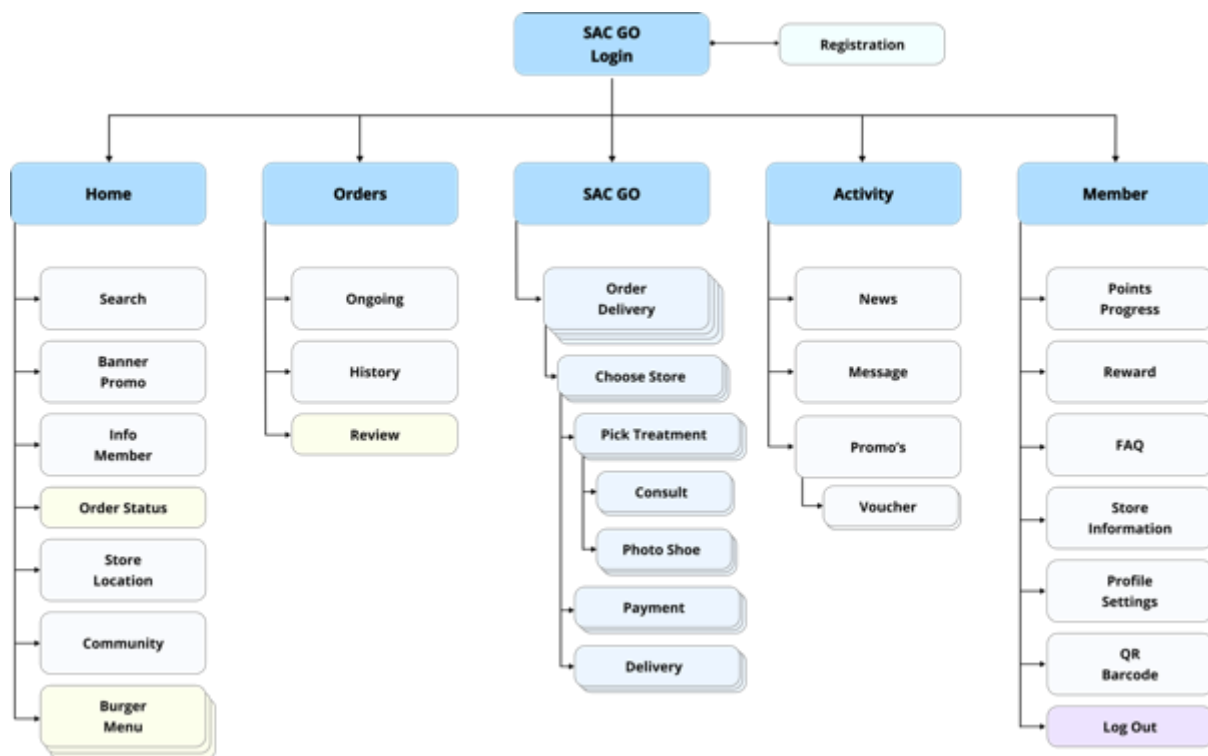 SAC GO
Login
Registration
Home
Orders
SAC GO
Activity
Member
Search
Banner
Promo
Info
Member
Order Status
Store
Location
Community
Burger
Menu
Ongoing
History
Review
Order
Delivery
Choose Store
Pick Treatment
Consult
Photo Shoe
Payment
Delivery
News
Message
Promo's
Voucher
Points
Progress
Reward
FAQ
Store
Information
Profile
Settings
QR
Barcode
Log Out